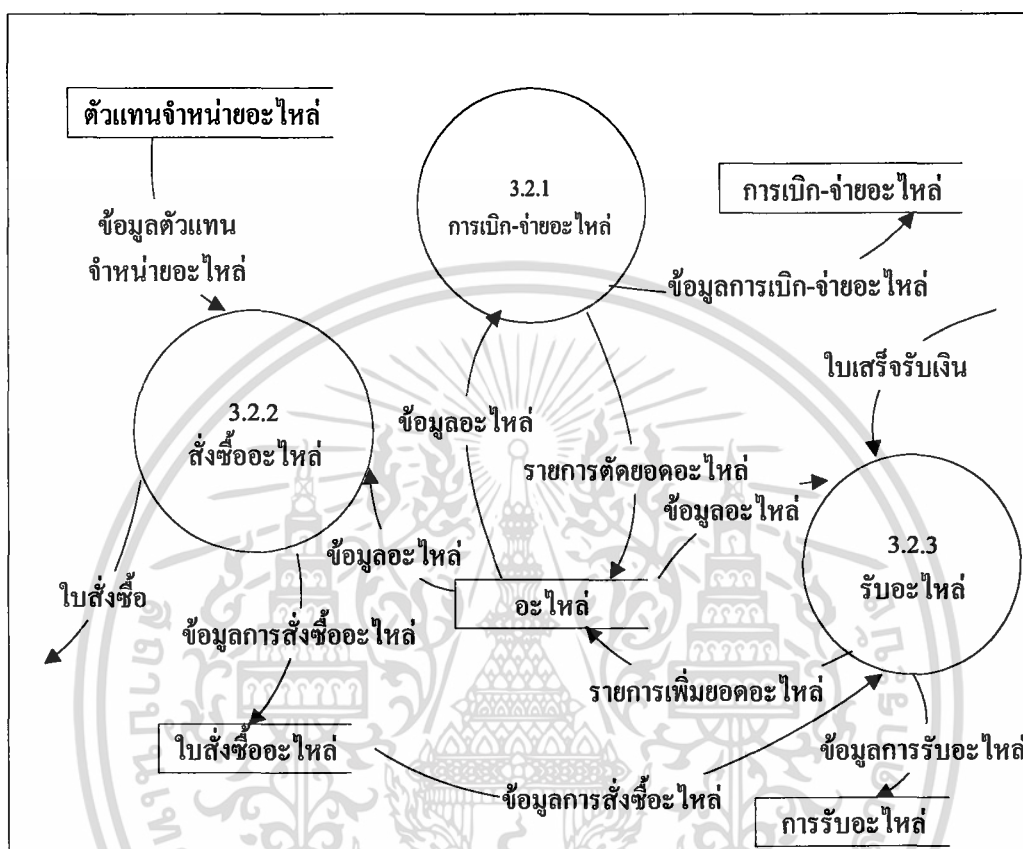 ตัวแทนจำหน่ายอะไหล่
3.2.1
การเบิก-จ่ายอะไหล่
การเบิก-จ่ายอะไหล่
ข้อมูลตัวแทน
จำหน่ายอะไหล่
ข้อมูลการเบิก-จ่ายอะไหล่
ใบเสร็จรับเงิน
3.2.2
สั่งซื้ออะไหล่
ข้อมูลอะไหล่
รายการตัดยอดอะไหล่
ข้อมูลอะไหล่
3.2.3
รับอะไหล่
ข้อมูลอะไหล่
ใบสั่งซื้อ
อะไหล่
ข้อมูลการสั่งซื้ออะไหล่
รายการเพิ่มยอดอะไหล่
ใบสั่งซื้ออะไหล่
ข้อมูลการรับอะไหล่
ข้อมูลการสั่งซื้อะไหล่
การรับอะไหล่